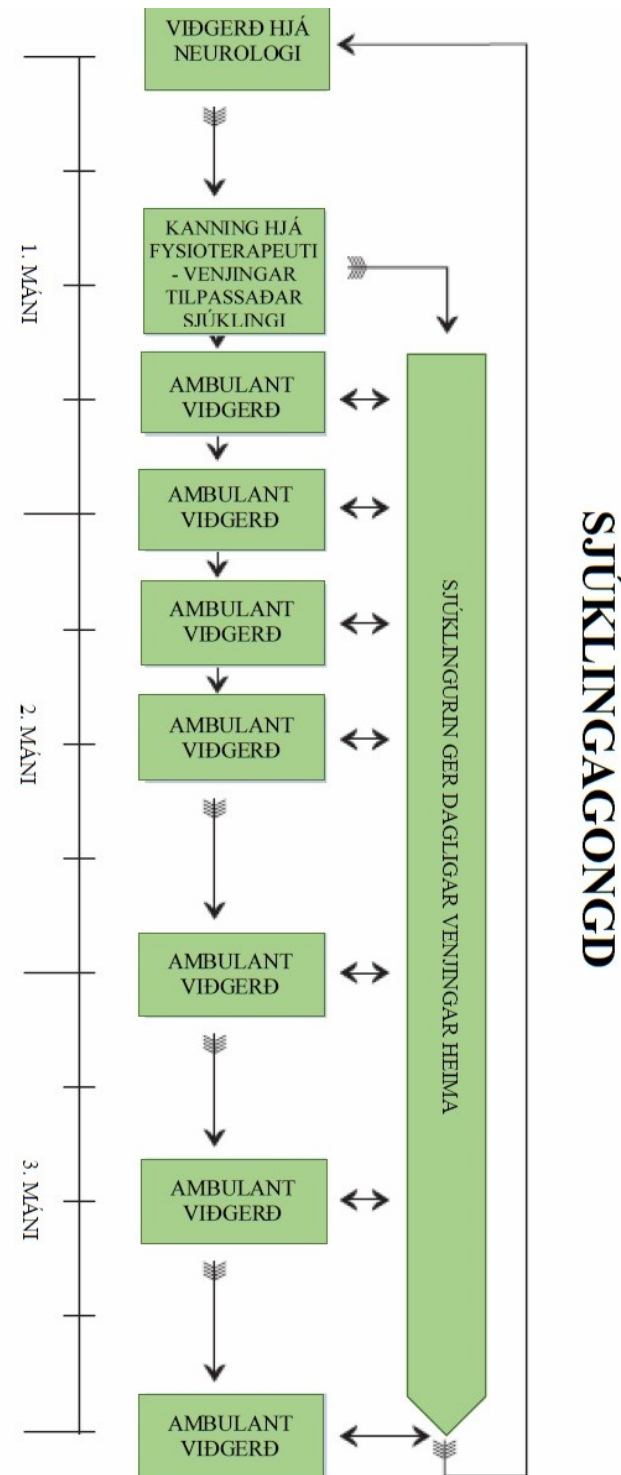 SJÚKLINGAGONGD
VIÐGERÐ HJÁ
NEUROLOGI
KANNING HJÁ
FYSIOTERAPEUTI
- VENJINGAR
TILPASSAÐAR
SJÚKLINGI
AMBULANT
VIÐGERÐ
AMBULANT
VIÐGERÐ
AMBULANT
VIÐGERÐ
AMBULANT
VIÐGERÐ
AMBULANT
VIÐGERÐ
AMBULANT
VIÐGERÐ
AMBULANT
VIÐGERÐ
SJÚKLINGURIN GER DAGLIGAR VENJINGAR HEIMA
1. MÁNI
2. MÁNI
3. MÁNI